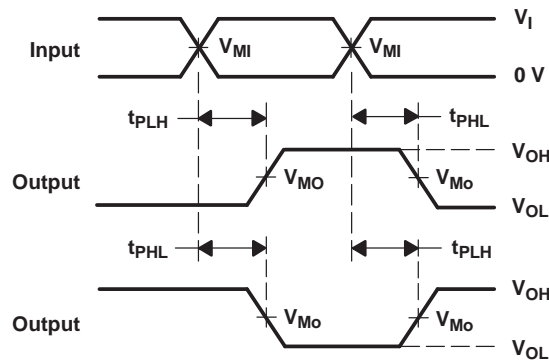 V_I
Input V_MI V_MI
0 V
t_PLH t_PHL
V_OH
Output V_MO V_Mo
V_OL
t_PHL t_PLH
V_OH
Output V_Mo V_Mo
V_OL